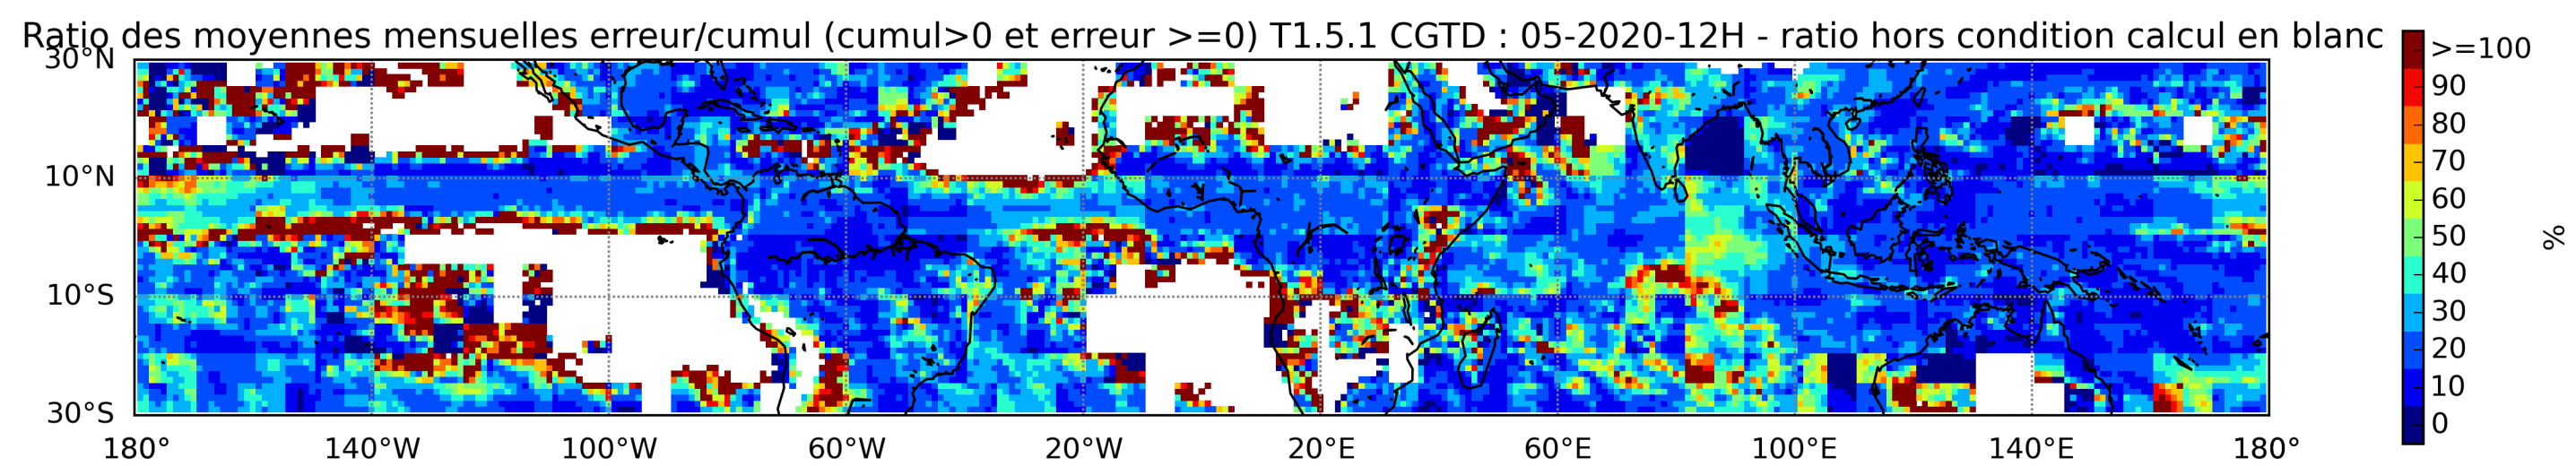 Ratio des moyennes mensuelles erreur/cumul (cumul>0 et erreur >=0) T1.5.1 CGTD : 05-2020-12H - ratio hors condition calcul en blanc
30°N
10°N
10°S
30°S
180°
140°W
100°W
60°W
20°W
20°E
60°E
100°E
140°E
180°
>=100
90
80
70
60
50
40
30
20
10
0
%